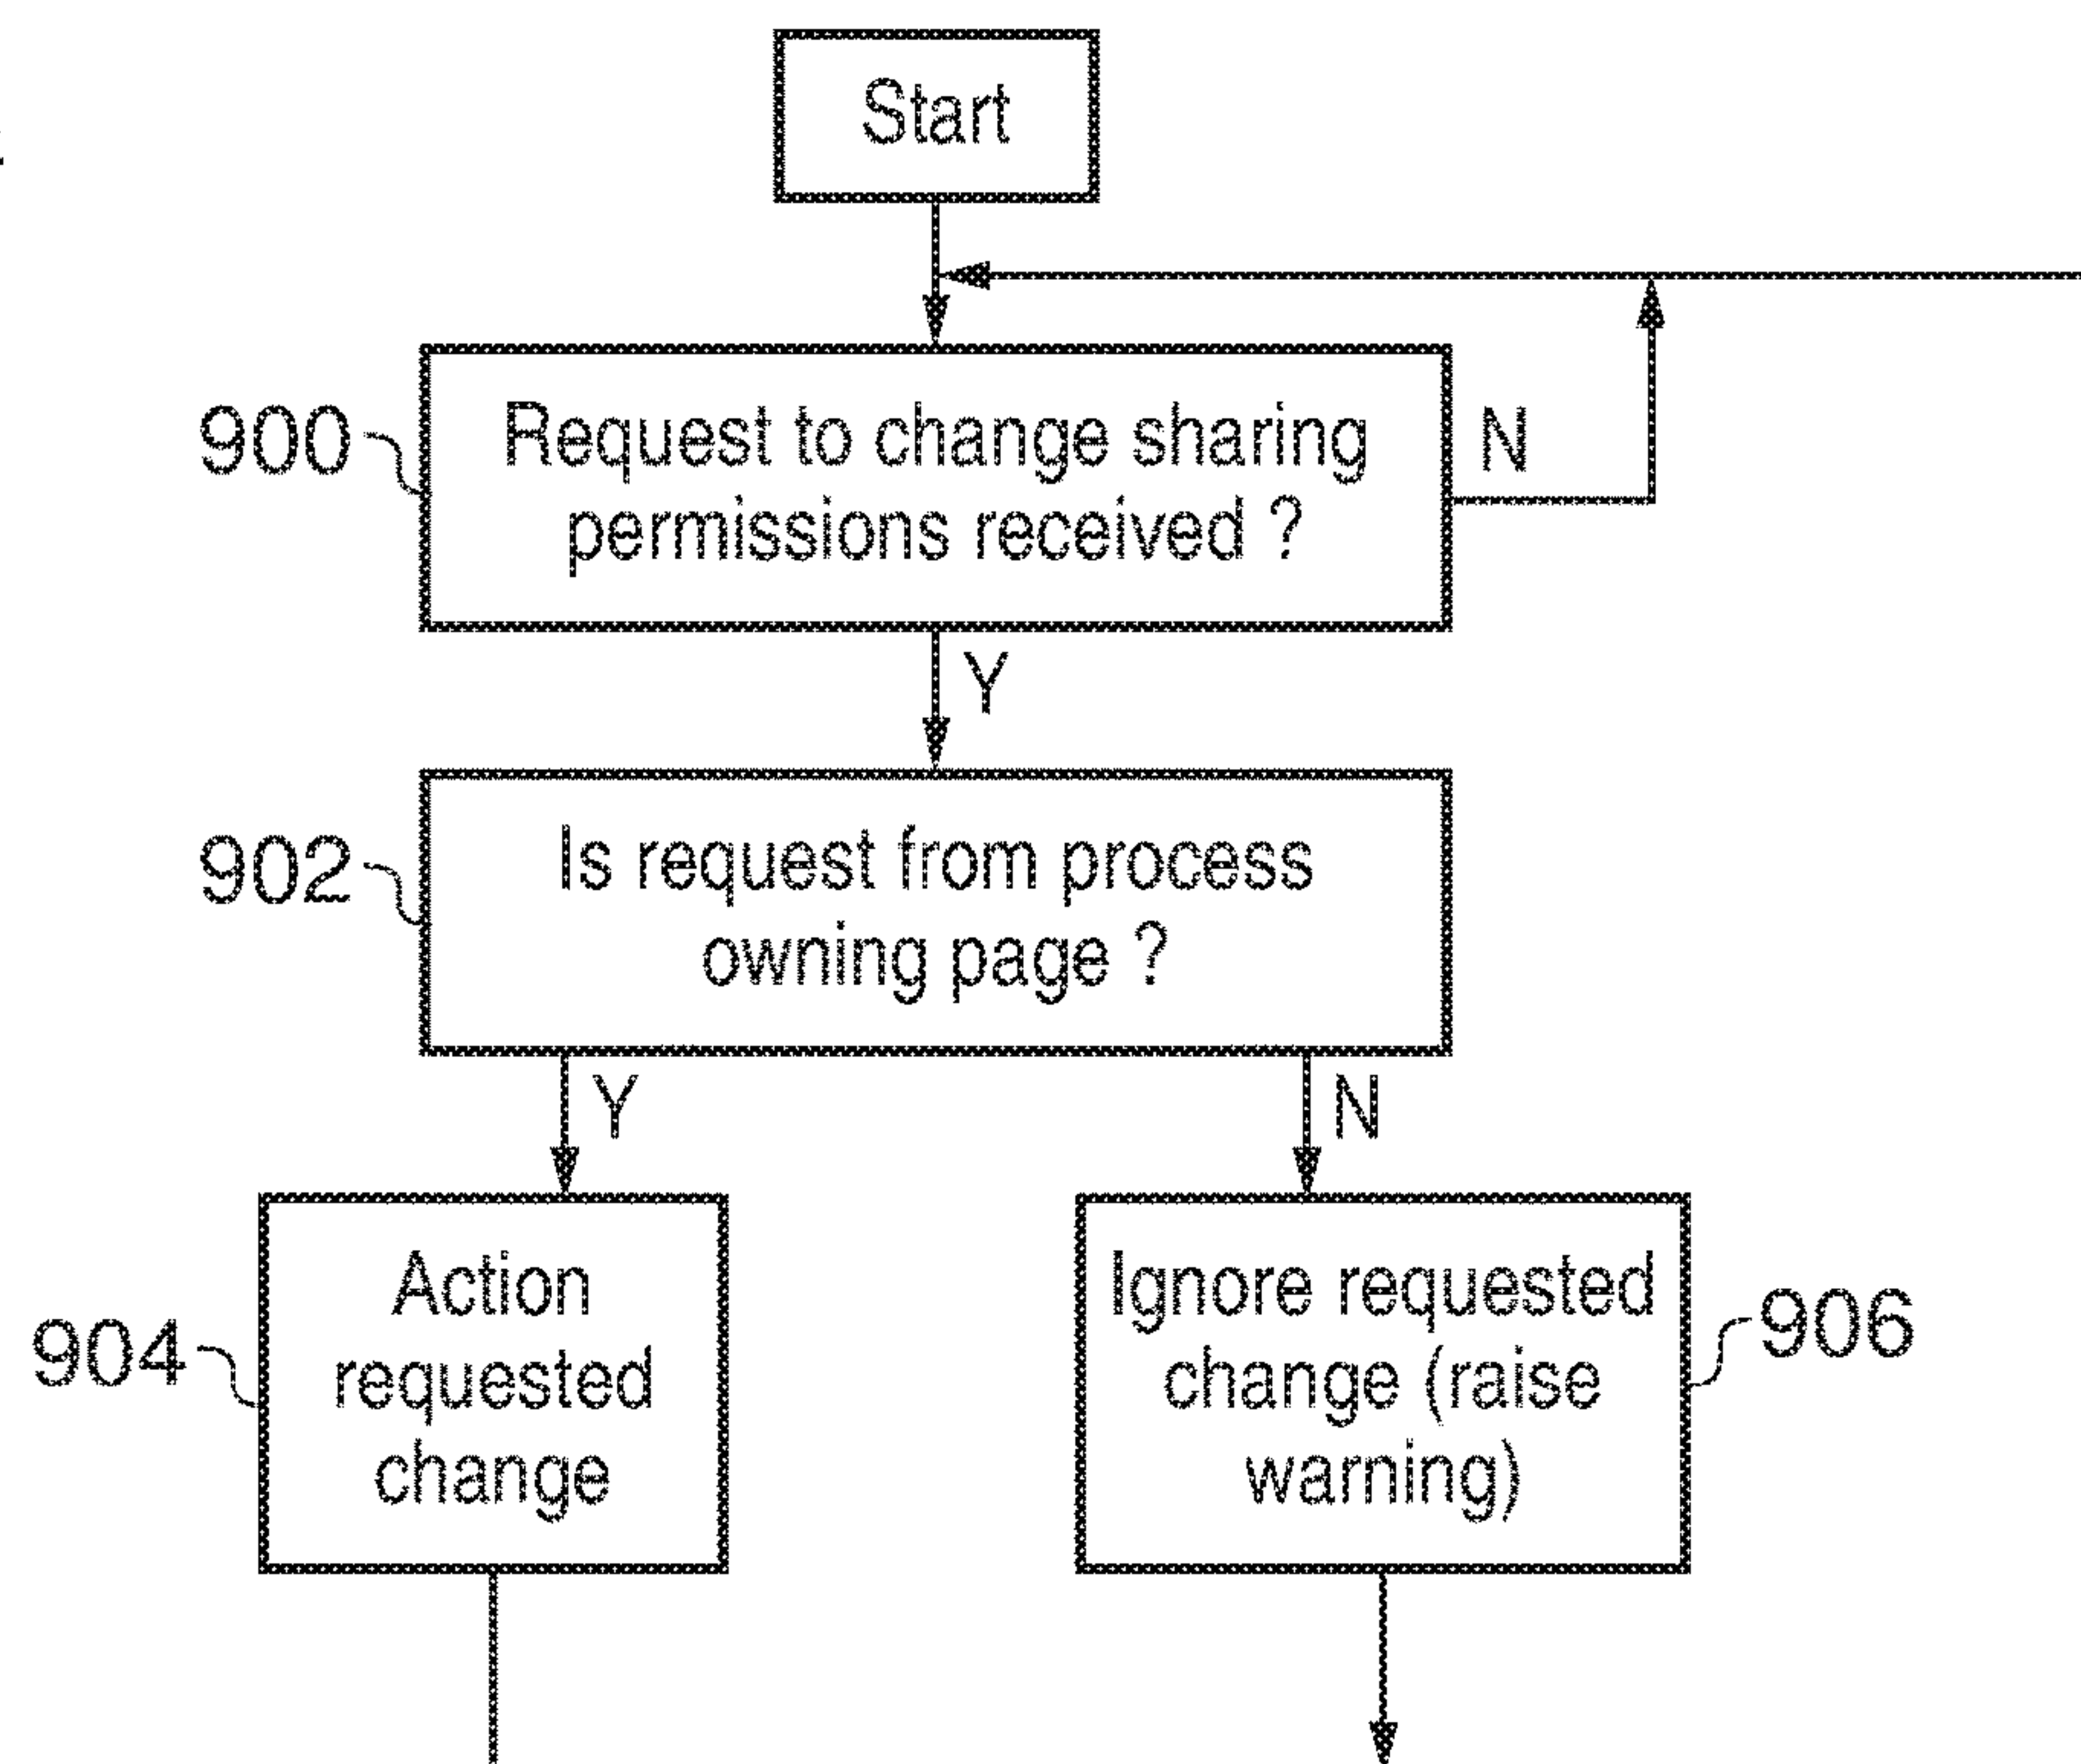 Start
900
Request to change sharing
permissions received ?
N
Y
902
Is request from process
owning page ?
Y
N
904
Action
requested
change
Ignore requested
change (raise
warning)
906